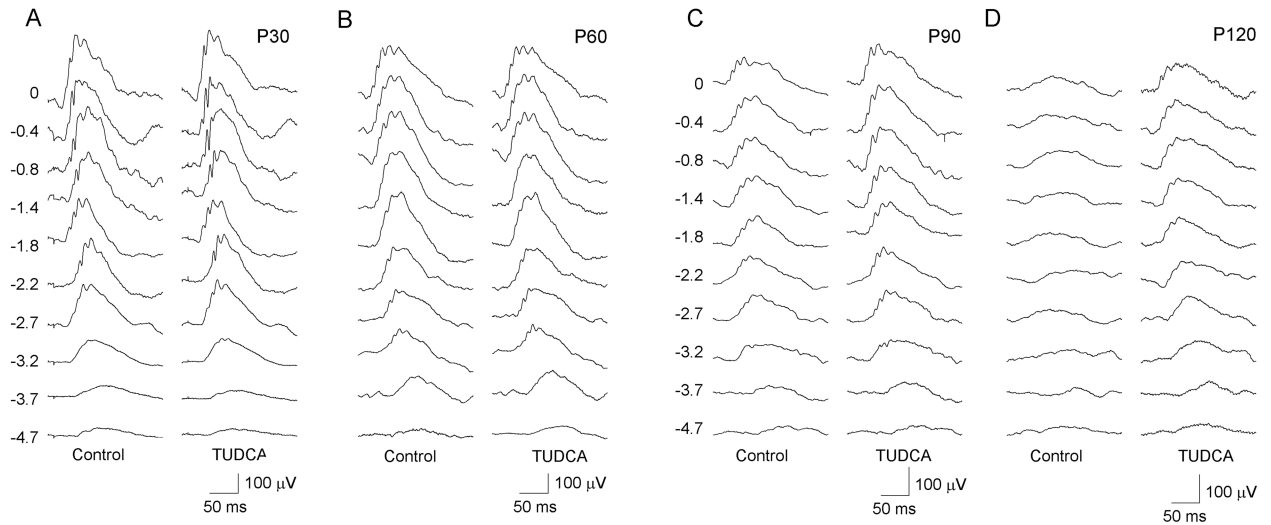 A
P30
0
-0.4
-0.8
-1.4
-1.8
-2.2
-2.7
-3.2
-3.7
-4.7
Control
TUDCA
100 μV
50 ms
B
P60
Control
TUDCA
100 μV
50 ms
C
P90
0
-0.4
-0.8
-1.4
-1.8
-2.2
-2.7
-3.2
-3.7
-4.7
Control
TUDCA
100 μV
50 ms
D
P120
Control
TUDCA
100 μV
50 ms